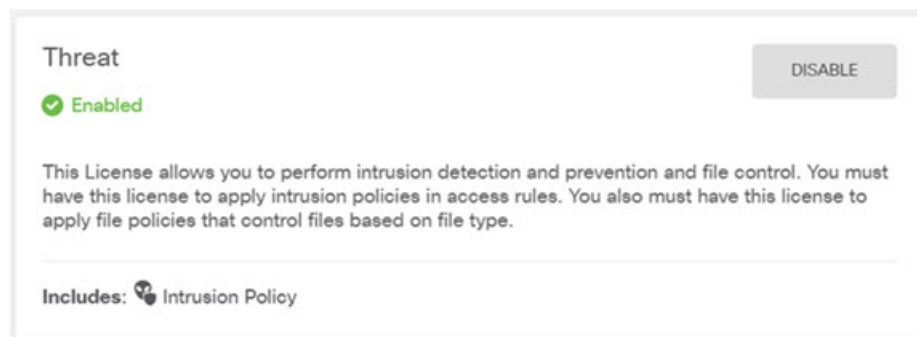 Threat
DISABLE
Enabled
This License allows you to perform intrusion detection and prevention and file control. You must
have this license to apply intrusion policies in access rules. You also must have this license to
apply file policies that control files based on file type.
Includes: Intrusion Policy